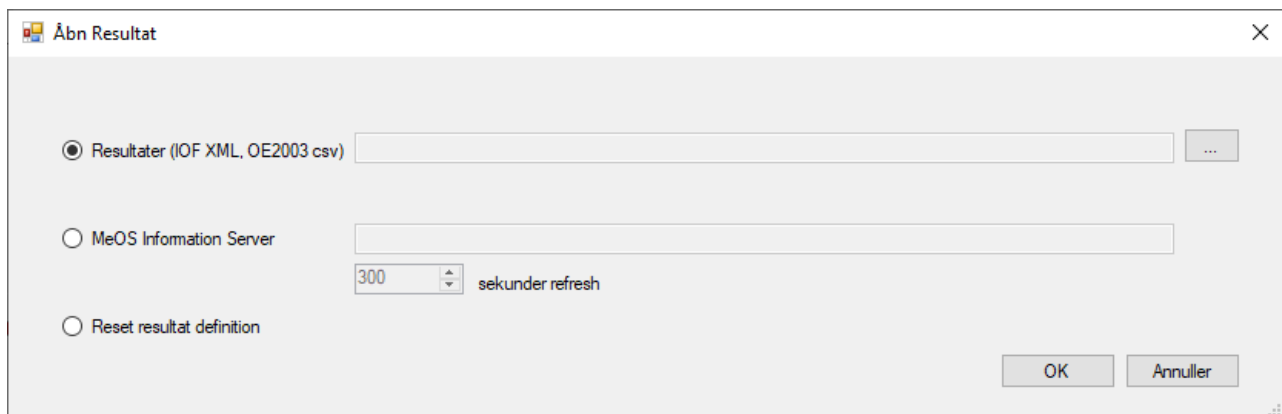 Åbn Resultat
Resultater (IOF XML, OE2003 csv)
...
MeOS Information Server
300
sekunder refresh
Reset resultat definition
OK
Annuller